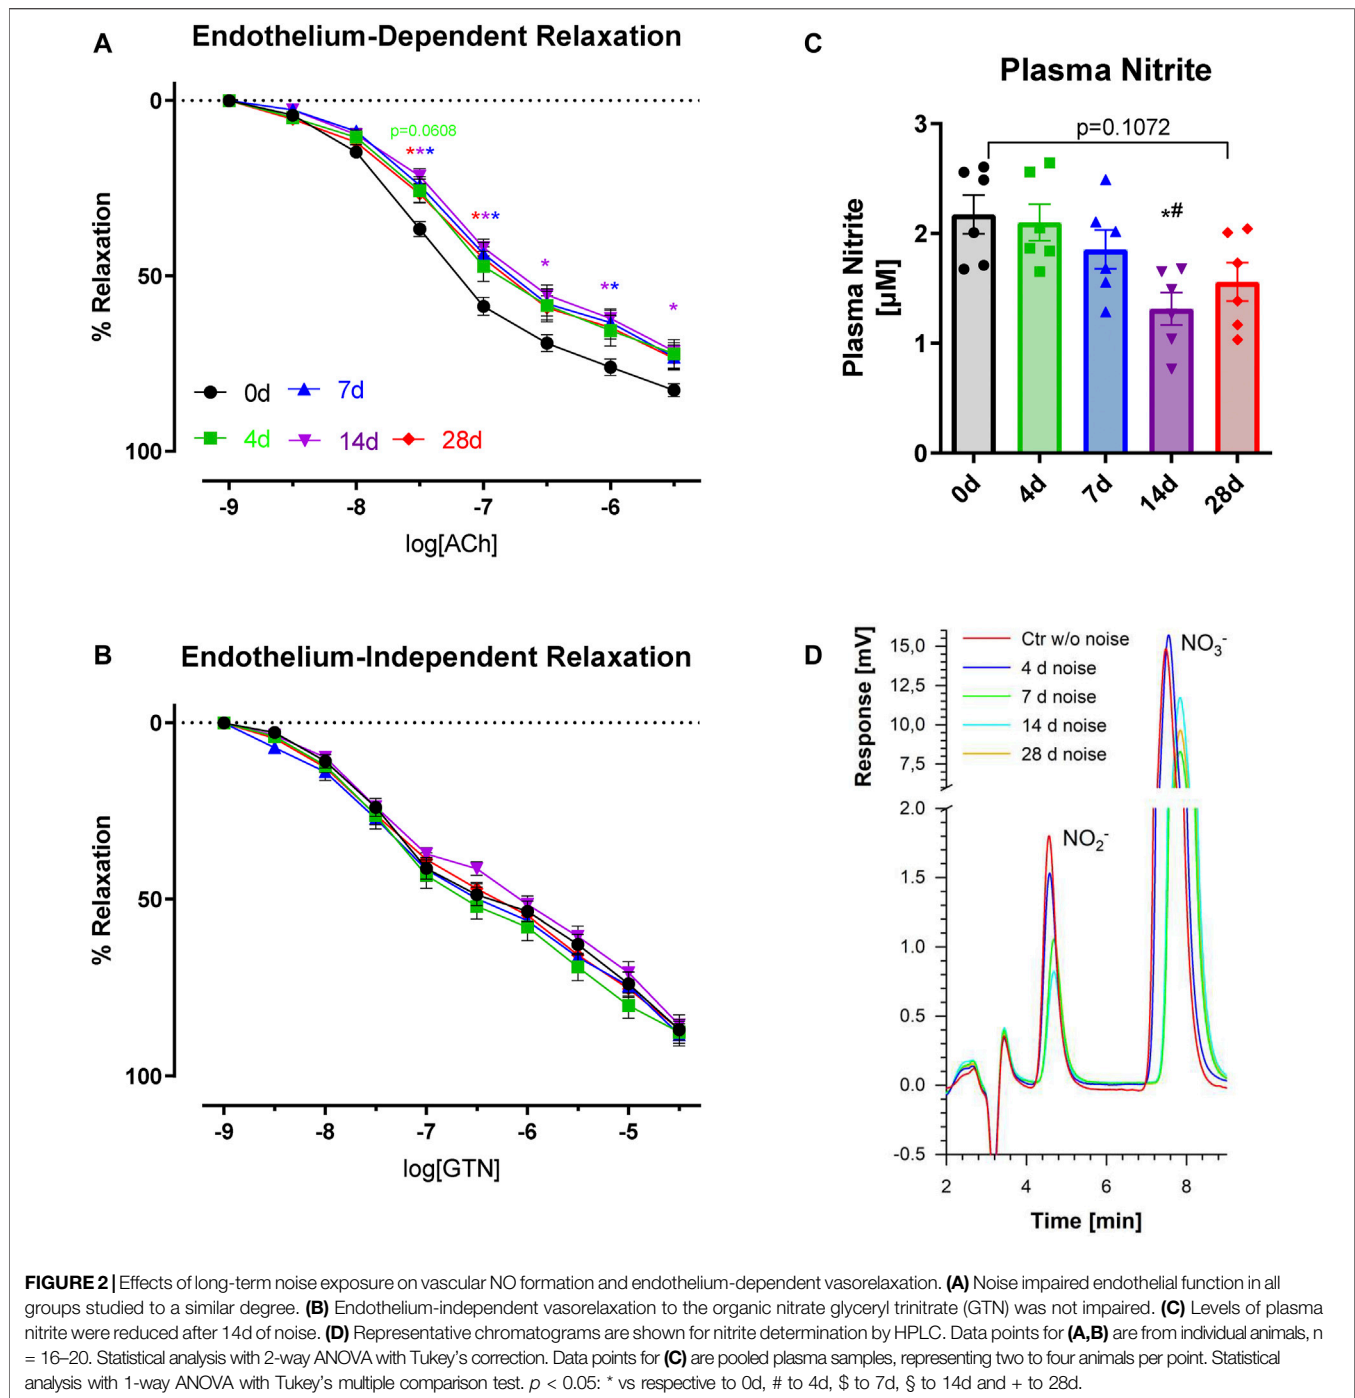 A
Endothelium-Dependent Relaxation
0
50
100
% Relaxation
p=0.0608
***
***
*
**
*
0d
7d
4d
14d
28d
-9
-8
-7
-6
log[ACh]
C
Plasma Nitrite
3
2
1
0
Plasma Nitrite
[µM]
p=0.1072
*#
0d
4d
7d
14d
28d
B
Endothelium-Independent Relaxation
0
50
100
% Relaxation
-9
-8
-7
-6
-5
log[GTN]
D
Response [mV]
15,0
12,5
10,0
7,5
2.0
1.5
1.0
0.5
0.0
-0.5
Ctr w/o noise
4 d noise
7 d noise
14 d noise
28 d noise
NO₃⁻
NO₂⁻
2
4
6
8
Time [min]
FIGURE 2 | Effects of long-term noise exposure on vascular NO formation and endothelium-dependent vasorelaxation. (A) Noise impaired endothelial function in all
groups studied to a similar degree. (B) Endothelium-independent vasorelaxation to the organic nitrate glyceryl trinitrate (GTN) was not impaired. (C) Levels of plasma
nitrite were reduced after 14d of noise. (D) Representative chromatograms are shown for nitrite determination by HPLC. Data points for (A,B) are from individual animals, n
= 16–20. Statistical analysis with 2-way ANOVA with Tukey's correction. Data points for (C) are pooled plasma samples, representing two to four animals per point. Statistical
analysis with 1-way ANOVA with Tukey's multiple comparison test. p < 0.05: * vs respective to 0d, # to 4d, $ to 7d, § to 14d and + to 28d.